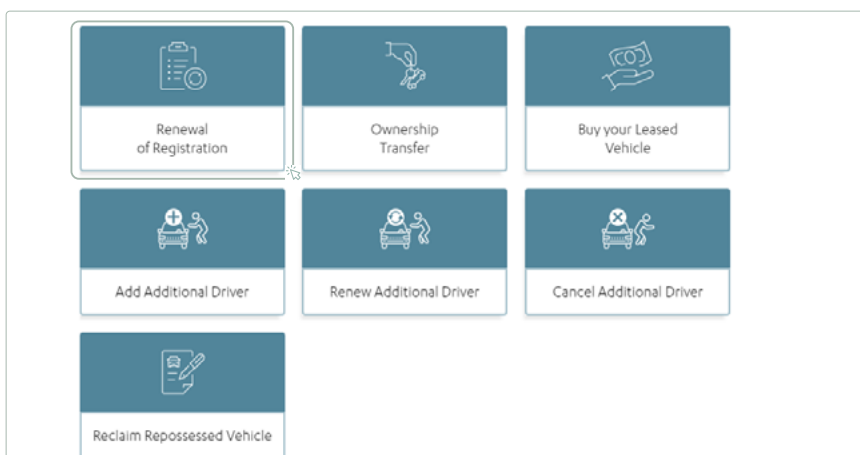 Renewal
of Registration
Ownership
Transfer
Buy your Leased
Vehicle
Add Additional Driver
Renew Additional Driver
Cancel Additional Driver
Reclaim Repossessed Vehicle